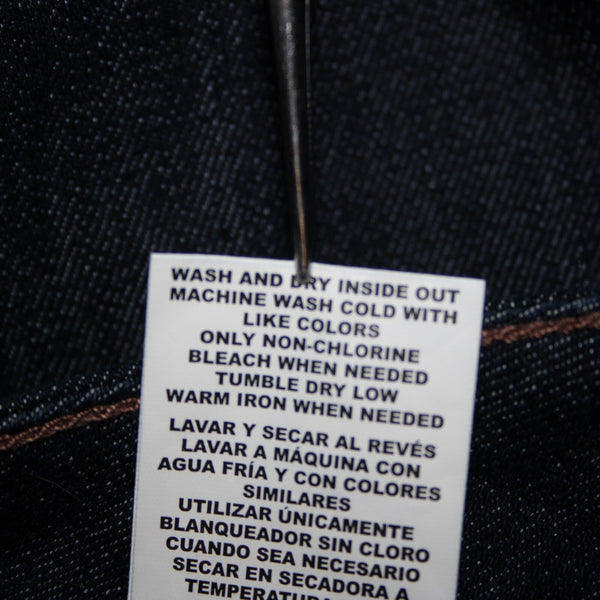 WASH AND DRY INSIDE OUT
MACHINE WASH COLD WITH
LIKE COLORS
ONLY NON-CHLORINE
BLEACH WHEN NEEDED
TUMBLE DRY LOW
WARM IRON WHEN NEEDED
LAVAR Y SECAR AL REVÉS
LAVAR A MÁQUINA CON
AGUA FRÍA Y CON COLORES
SIMILARES
UTILIZAR ÚNICAMENTE
BLANQUEADOR SIN CLORO
CUANDO SEA NECESARIO
SECAR EN SECADORA A